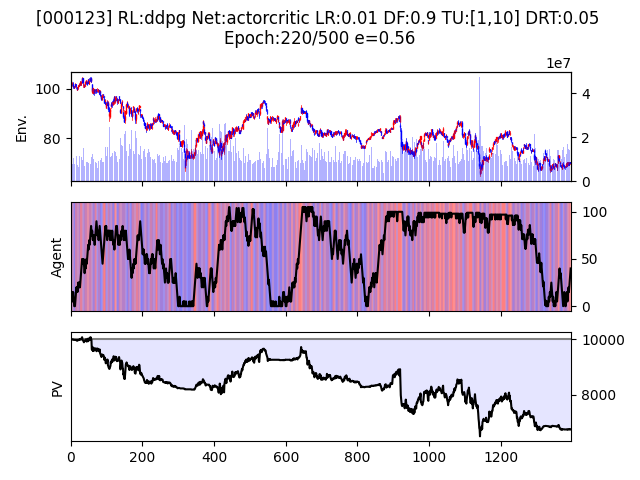 [000123] RL:ddpg Net:actorcritic LR:0.01 DF:0.9 TU:[1,10] DRT:0.05
Epoch:220/500 e=0.56
1e7
Env.
100
80
4
2
0
Agent
100
50
0
PV
10000
8000
0 200 400 600 800 1000 1200